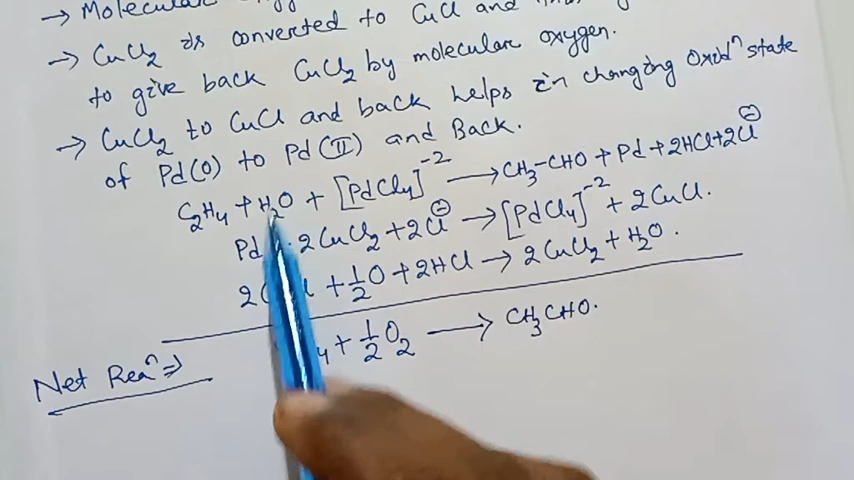 → Molecular
→ CuCl2 is converted to CuCl and
to give back CuCl2 by molecular oxygen.
→ CuCl2 to CuCl and back helps in changing Oxidⁿ state
of Pd(0) to Pd(II) and Back.
C2H4 + H2O + [PdCl4]⁻² → CH3-CHO + Pd + 2HCl + 2Cl⊖
Pd 2CuCl2 + 2Cl⊖ → [PdCl4]⁻² + 2CuCl.
2C l + 1/2 O + 2HCl → 2CuCl2 + H2O.
Net Reaⁿ ⇒ 4 + 1/2 O2 → CH3CHO.